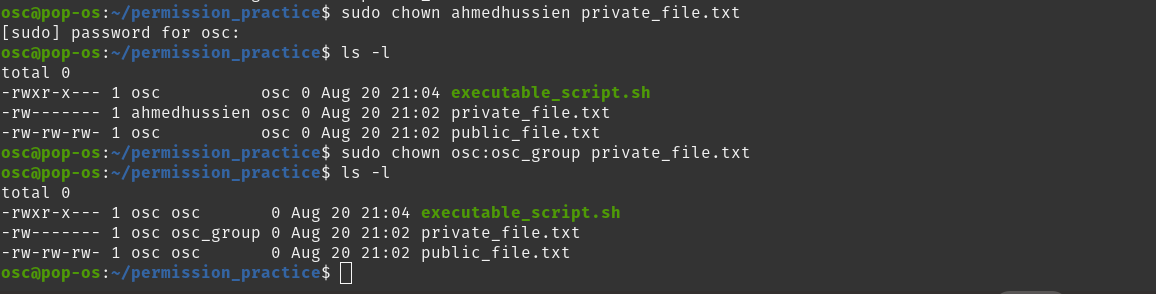 osc@pop-os:~/permission_practice$ sudo chown ahmedhussien private_file.txt
[sudo] password for osc:
osc@pop-os:~/permission_practice$ ls -l
total 0
-rwxr-x--- 1 osc          osc 0 Aug 20 21:04 executable_script.sh
-rw------- 1 ahmedhussien osc 0 Aug 20 21:02 private_file.txt
-rw-rw-rw- 1 osc          osc 0 Aug 20 21:02 public_file.txt
osc@pop-os:~/permission_practice$ sudo chown osc:osc_group private_file.txt
osc@pop-os:~/permission_practice$ ls -l
total 0
-rwxr-x--- 1 osc osc       0 Aug 20 21:04 executable_script.sh
-rw------- 1 osc osc_group 0 Aug 20 21:02 private_file.txt
-rw-rw-rw- 1 osc osc       0 Aug 20 21:02 public_file.txt
osc@pop-os:~/permission_practice$